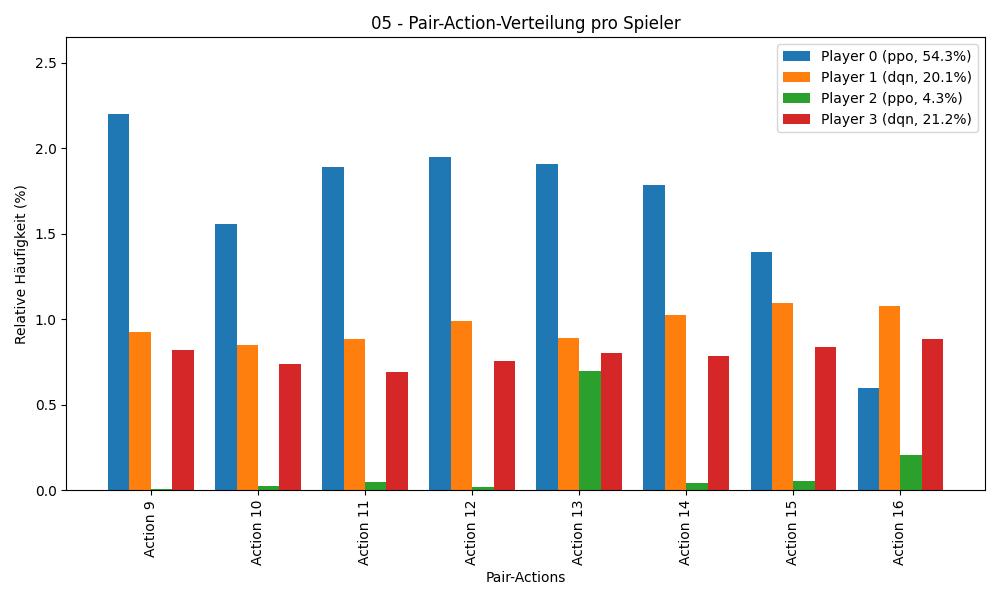 05 - Pair-Action-Verteilung pro Spieler
Player 0 (ppo, 54.3%)
Player 1 (dqn, 20.1%)
Player 2 (ppo, 4.3%)
Player 3 (dqn, 21.2%)
Relative Häufigkeit (%)
2.5
2.0
1.5
1.0
0.5
0.0
Action 9
Action 10
Action 11
Action 12
Action 13
Action 14
Action 15
Action 16
Pair-Actions